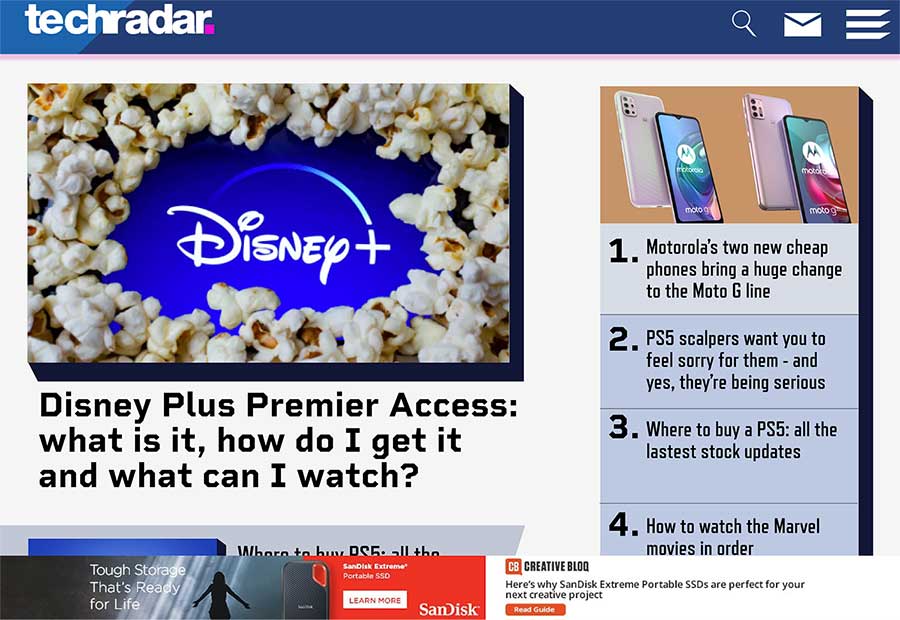 techradar.
Disney+
Disney Plus Premier Access:
what is it, how do I get it
and what can I watch?
motorola
moto g
motorola
moto g
1. Motorola's two new cheap
phones bring a huge change
to the Moto G line
2. PS5 scalpers want you to
feel sorry for them - and
yes, they're being serious
3. Where to buy a PS5: all the
lastest stock updates
4. How to watch the Marvel
movies in order
Where to buy PS5: all the
Tough Storage
That's Ready
for Life
SanDisk
SanDisk Extreme®
Portable SSD
LEARN MORE
SanDisk®
CB CREATIVE BLOQ
Here's why SanDisk Extreme Portable SSDs are perfect for your
next creative project
Read Guide